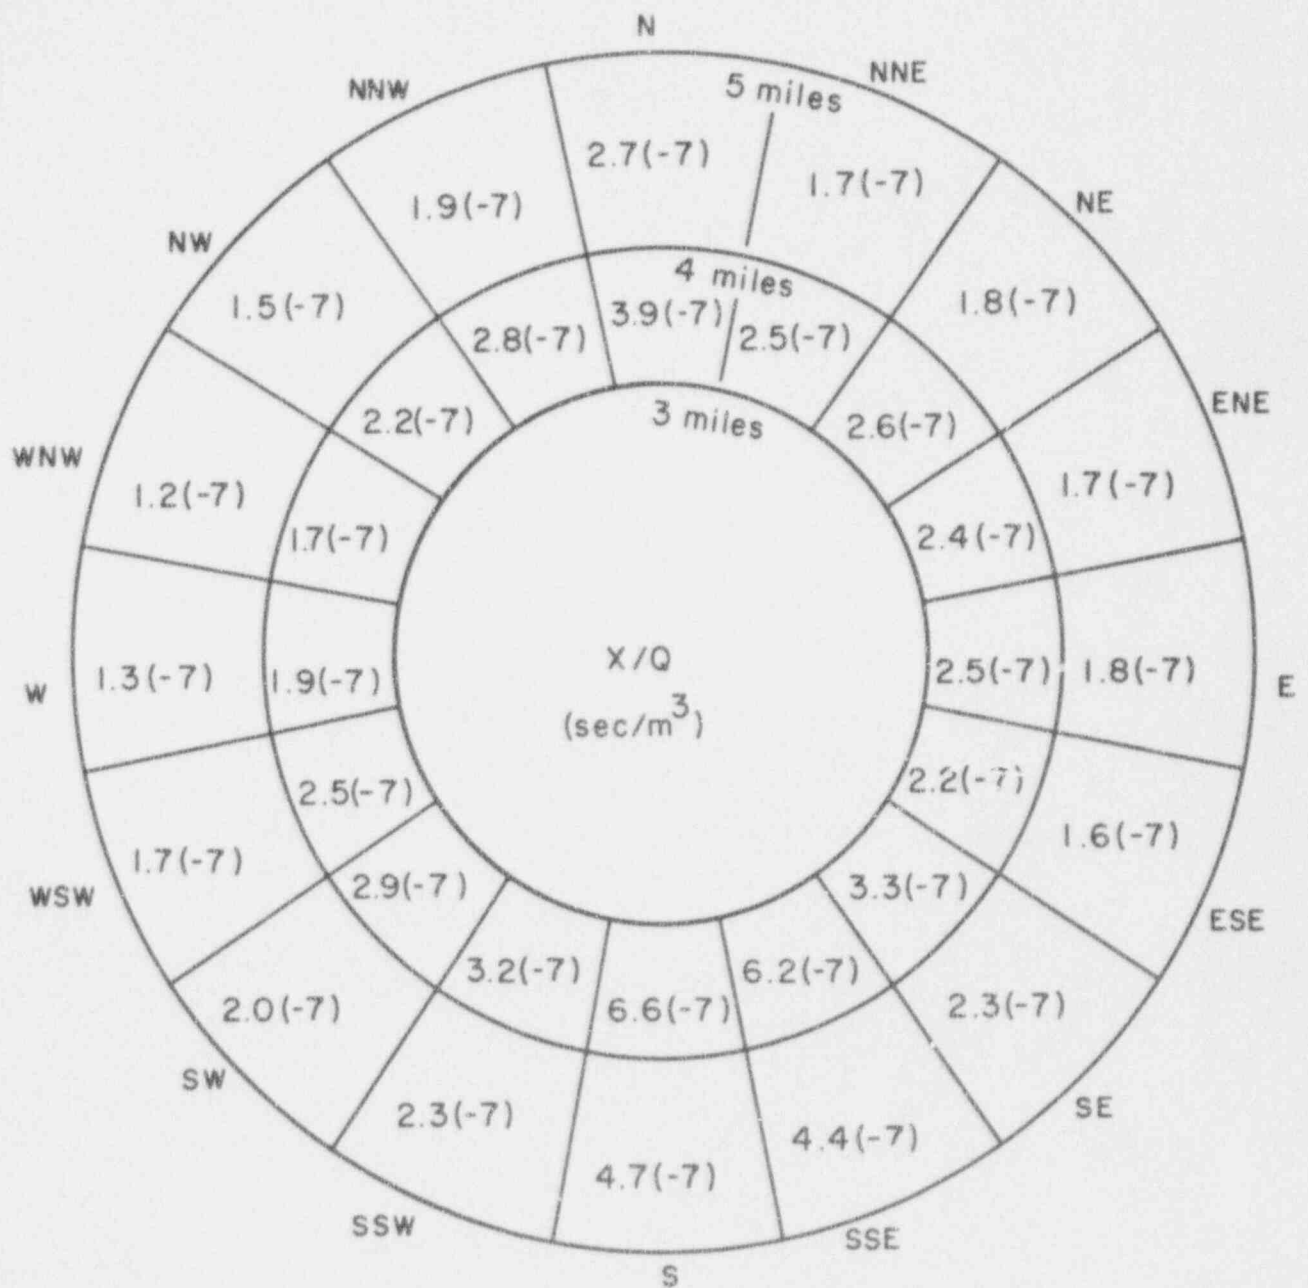 N
NNW
5 miles
NNE
2.7(-7)
1.7(-7)
1.9(-7)
NE
NW
4 miles
1.5(-7)
3.9(-7)
2.5(-7)
1.8(-7)
2.8(-7)
ENE
2.2(-7)
3 miles
2.6(-7)
WNW
1.2(-7)
1.7(-7)
1.7(-7)
2.4(-7)
X/Q
(sec/m³)
W
1.3(-7)
1.9(-7)
2.5(-7)
1.8(-7)
E
2.5(-7)
2.2(-7)
1.7(-7)
1.6(-7)
WSW
2.9(-7)
3.3(-7)
ESE
3.2(-7)
6.2(-7)
2.0(-7)
6.6(-7)
2.3(-7)
SW
SE
2.3(-7)
4.4(-7)
4.7(-7)
SSW
SSE
S